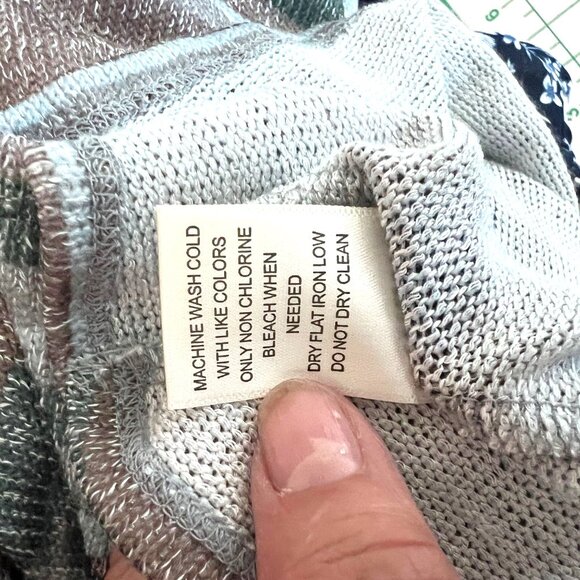 MACHINE WASH COLD
WITH LIKE COLORS
ONLY NON CHLORINE
BLEACH WHEN
NEEDED
DRY FLAT IRON LOW
DO NOT DRY CLEAN
9